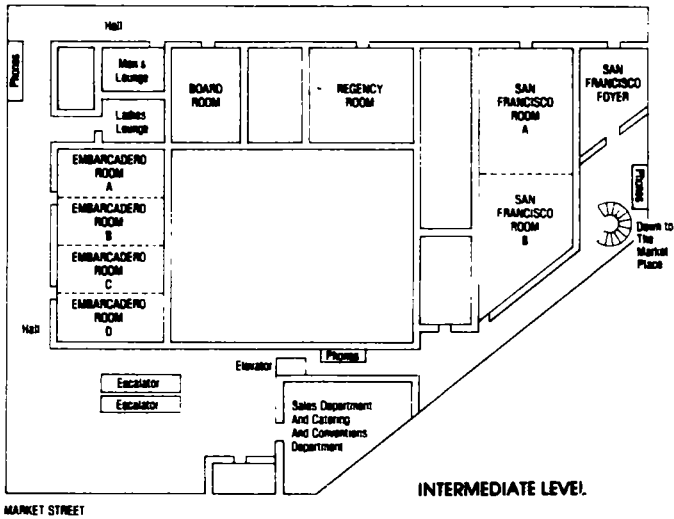 Hall
Phones
Men's
Lounge
Ladies
Lounge
BOARD
ROOM
REGENCY
ROOM
SAN
FRANCISCO
ROOM
A
SAN
FRANCISCO
FOYER
EMBARCADERO
ROOM
A
EMBARCADERO
ROOM
B
EMBARCADERO
ROOM
C
EMBARCADERO
ROOM
D
SAN
FRANCISCO
ROOM
B
Phones
Down to
The
Market
Place
Hall
Phones
Elevator
Escalator
Escalator
Sales Department
And Catering
And Conventions
Department
INTERMEDIATE LEVEL
MARKET STREET